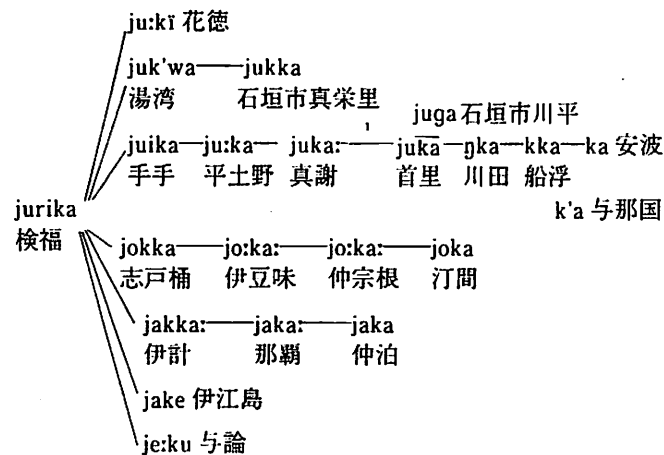 ju:kï 花徳
juk'wa—jukka
湯湾 石垣市真栄里
juga 石垣市川平
juika—ju:ka—juka:—juka̅—ŋka—kka—ka 安波
手手 平土野 真謝 首里 川田 船浮
k'a 与那国
jurika
検福
jokka—jo:ka:—jo:ka:—joka
志戸桶 伊豆味 仲宗根 汀間
jakka:—jaka:—jaka
伊計 那覇 仲泊
jake 伊江島
je:ku 与論